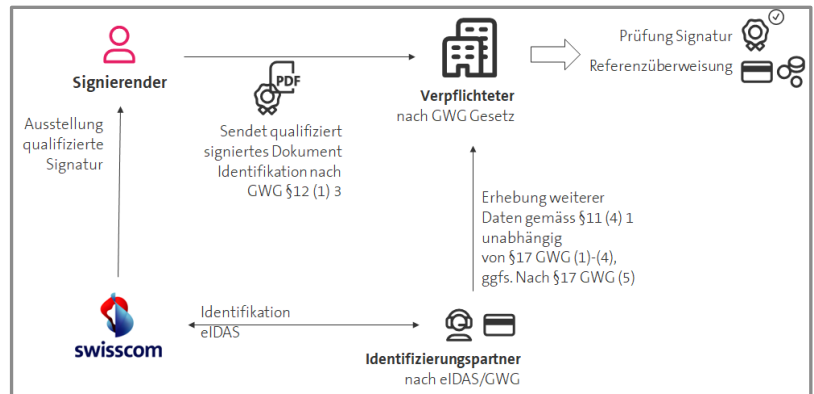 Signierender
PDF
Sendet qualifiziert
signiertes Dokument
Identifikation nach
GWG §12 (1) 3
Verpflichteter
nach GWG Gesetz
Prüfung Signatur
Referenzüberweisung
Ausstellung
qualifizierte
Signatur
Erhebung weiterer
Daten gemäss §11 (4) 1
unabhängig
von §17 GWG (1)-(4),
ggfs. Nach §17 GWG (5)
swisscom
Identifikation
eIDAS
Identifizierungspartner
nach eIDAS/GWG